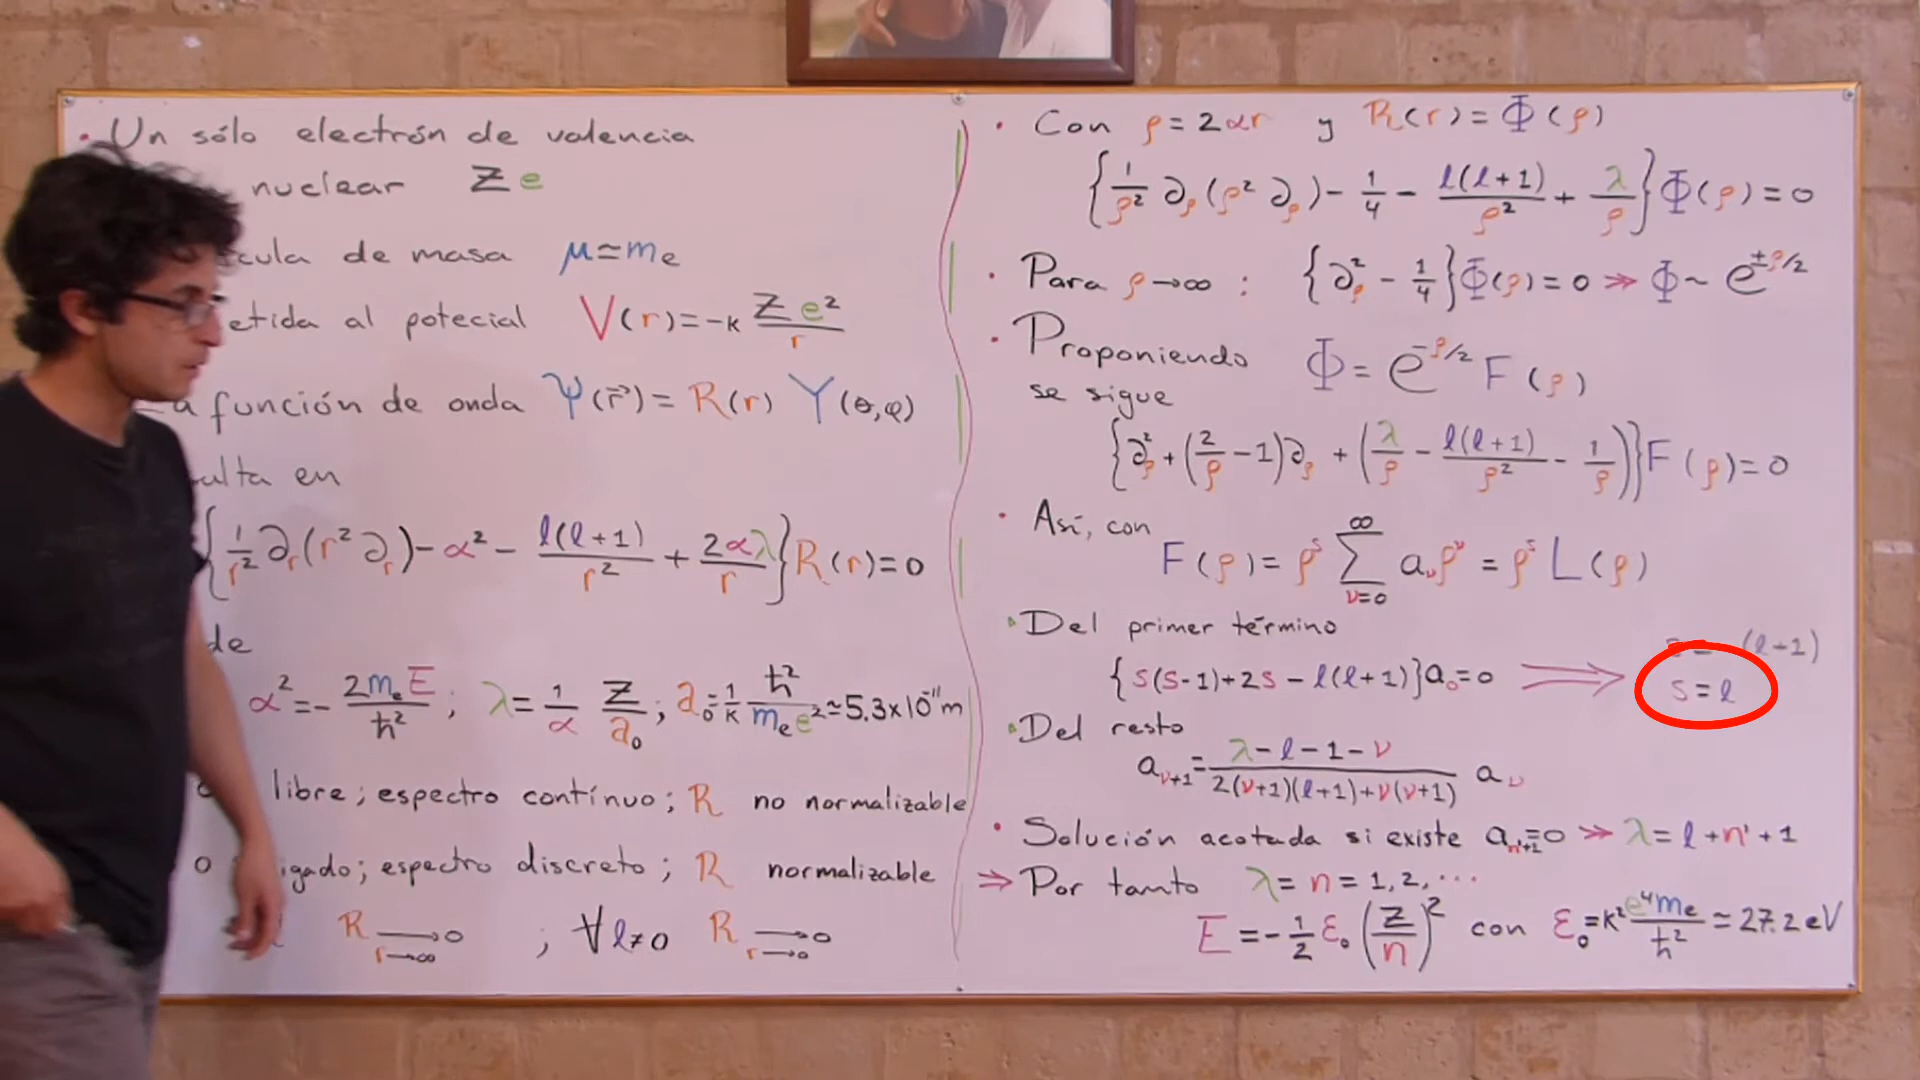 • Un sólo electrón de valencia
nuclear Ze
cula de masa μ≃mₑ
etida al potecial V(r)=-κ Ze²/r
a función de onda Ψ(r⃗)=R(r) Y(θ,φ)
ulta en
{1/r² ∂ᵣ(r² ∂ᵣ)-α²-l(l+1)/r²+2αλ/r}R(r)=0
de
α²=-2mₑE/ħ²; λ=1/α Z/a₀; a₀=1/κ ħ²/(mₑe²)≃5.3x10⁻¹¹m
libre; espectro contínuo; R no normalizable
o igado; espectro discreto; R normalizable
R →0 r→∞ ; ∀l≠0 R →0 r→0
• Con ρ=2αr y R(r)=Φ(ρ)
{1/ρ² ∂ρ(ρ² ∂ρ)-1/4-l(l+1)/ρ²+λ/ρ}Φ(ρ)=0
• Para ρ→∞ : {∂ρ²-1/4}Φ(ρ)=0 ⇒ Φ~e^(±ρ/2)
• Proponiendo Φ=e^(-ρ/2) F(ρ)
se sigue
{∂ρ²+(2/ρ-1)∂ρ+(λ/ρ-l(l+1)/ρ²-1/ρ)}F(ρ)=0
• Así, con
F(ρ)=ρˢ ∑_(ν=0)^∞ a_ν ρ^ν = ρˢ L(ρ)
Del primer término
{s(s-1)+2s-l(l+1)}a₀=0 ⇒ s=l
Del resto
a_(ν+1)=(λ-l-1-ν)/(2(ν+1)(l+1)+ν(ν+1)) a_ν
• Solución acotada si existe a_(n'+1)=0 ⇒ λ=l+n'+1
⇒ Por tanto λ=n=1,2,...
E=-1/2 ε₀(Z/n)² con ε₀=κ² e⁴mₑ/ħ²≃27.2eV